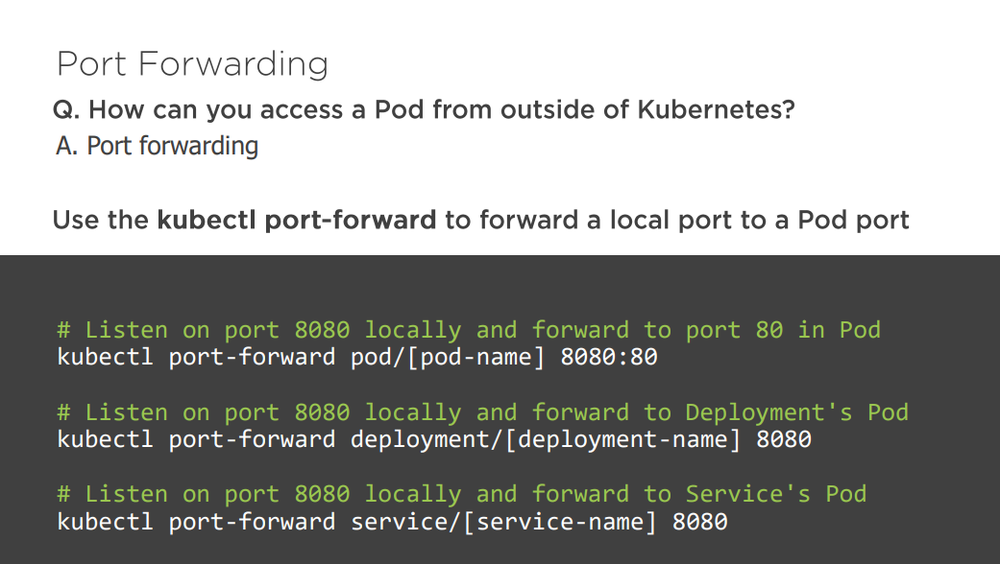 Port Forwarding
Q. How can you access a Pod from outside of Kubernetes?
A. Port forwarding
Use the kubectl port-forward to forward a local port to a Pod port
# Listen on port 8080 locally and forward to port 80 in Pod
kubectl port-forward pod/[pod-name] 8080:80
# Listen on port 8080 locally and forward to Deployment's Pod
kubectl port-forward deployment/[deployment-name] 8080
# Listen on port 8080 locally and forward to Service's Pod
kubectl port-forward service/[service-name] 8080